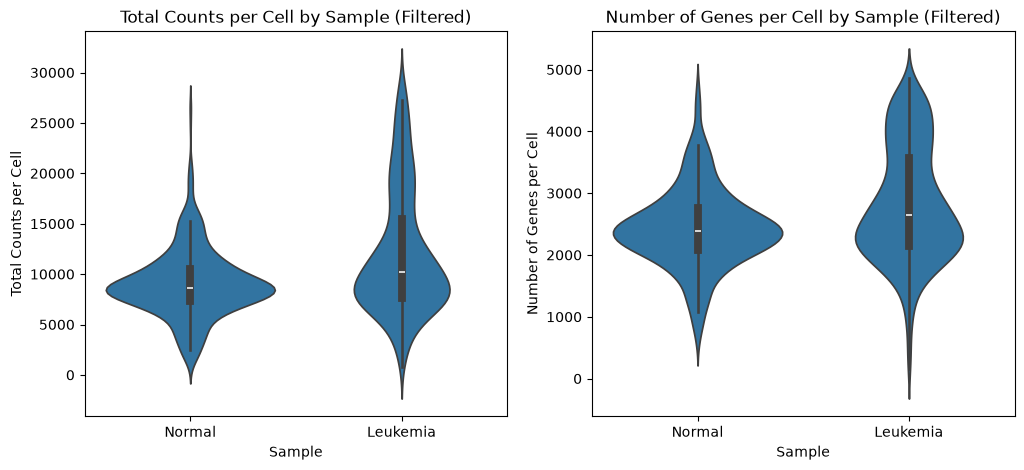 Total Counts per Cell by Sample (Filtered)
Total Counts per Cell
30000
25000
20000
15000
10000
5000
0
Normal
Leukemia
Sample
Number of Genes per Cell by Sample (Filtered)
Number of Genes per Cell
5000
4000
3000
2000
1000
0
Normal
Leukemia
Sample